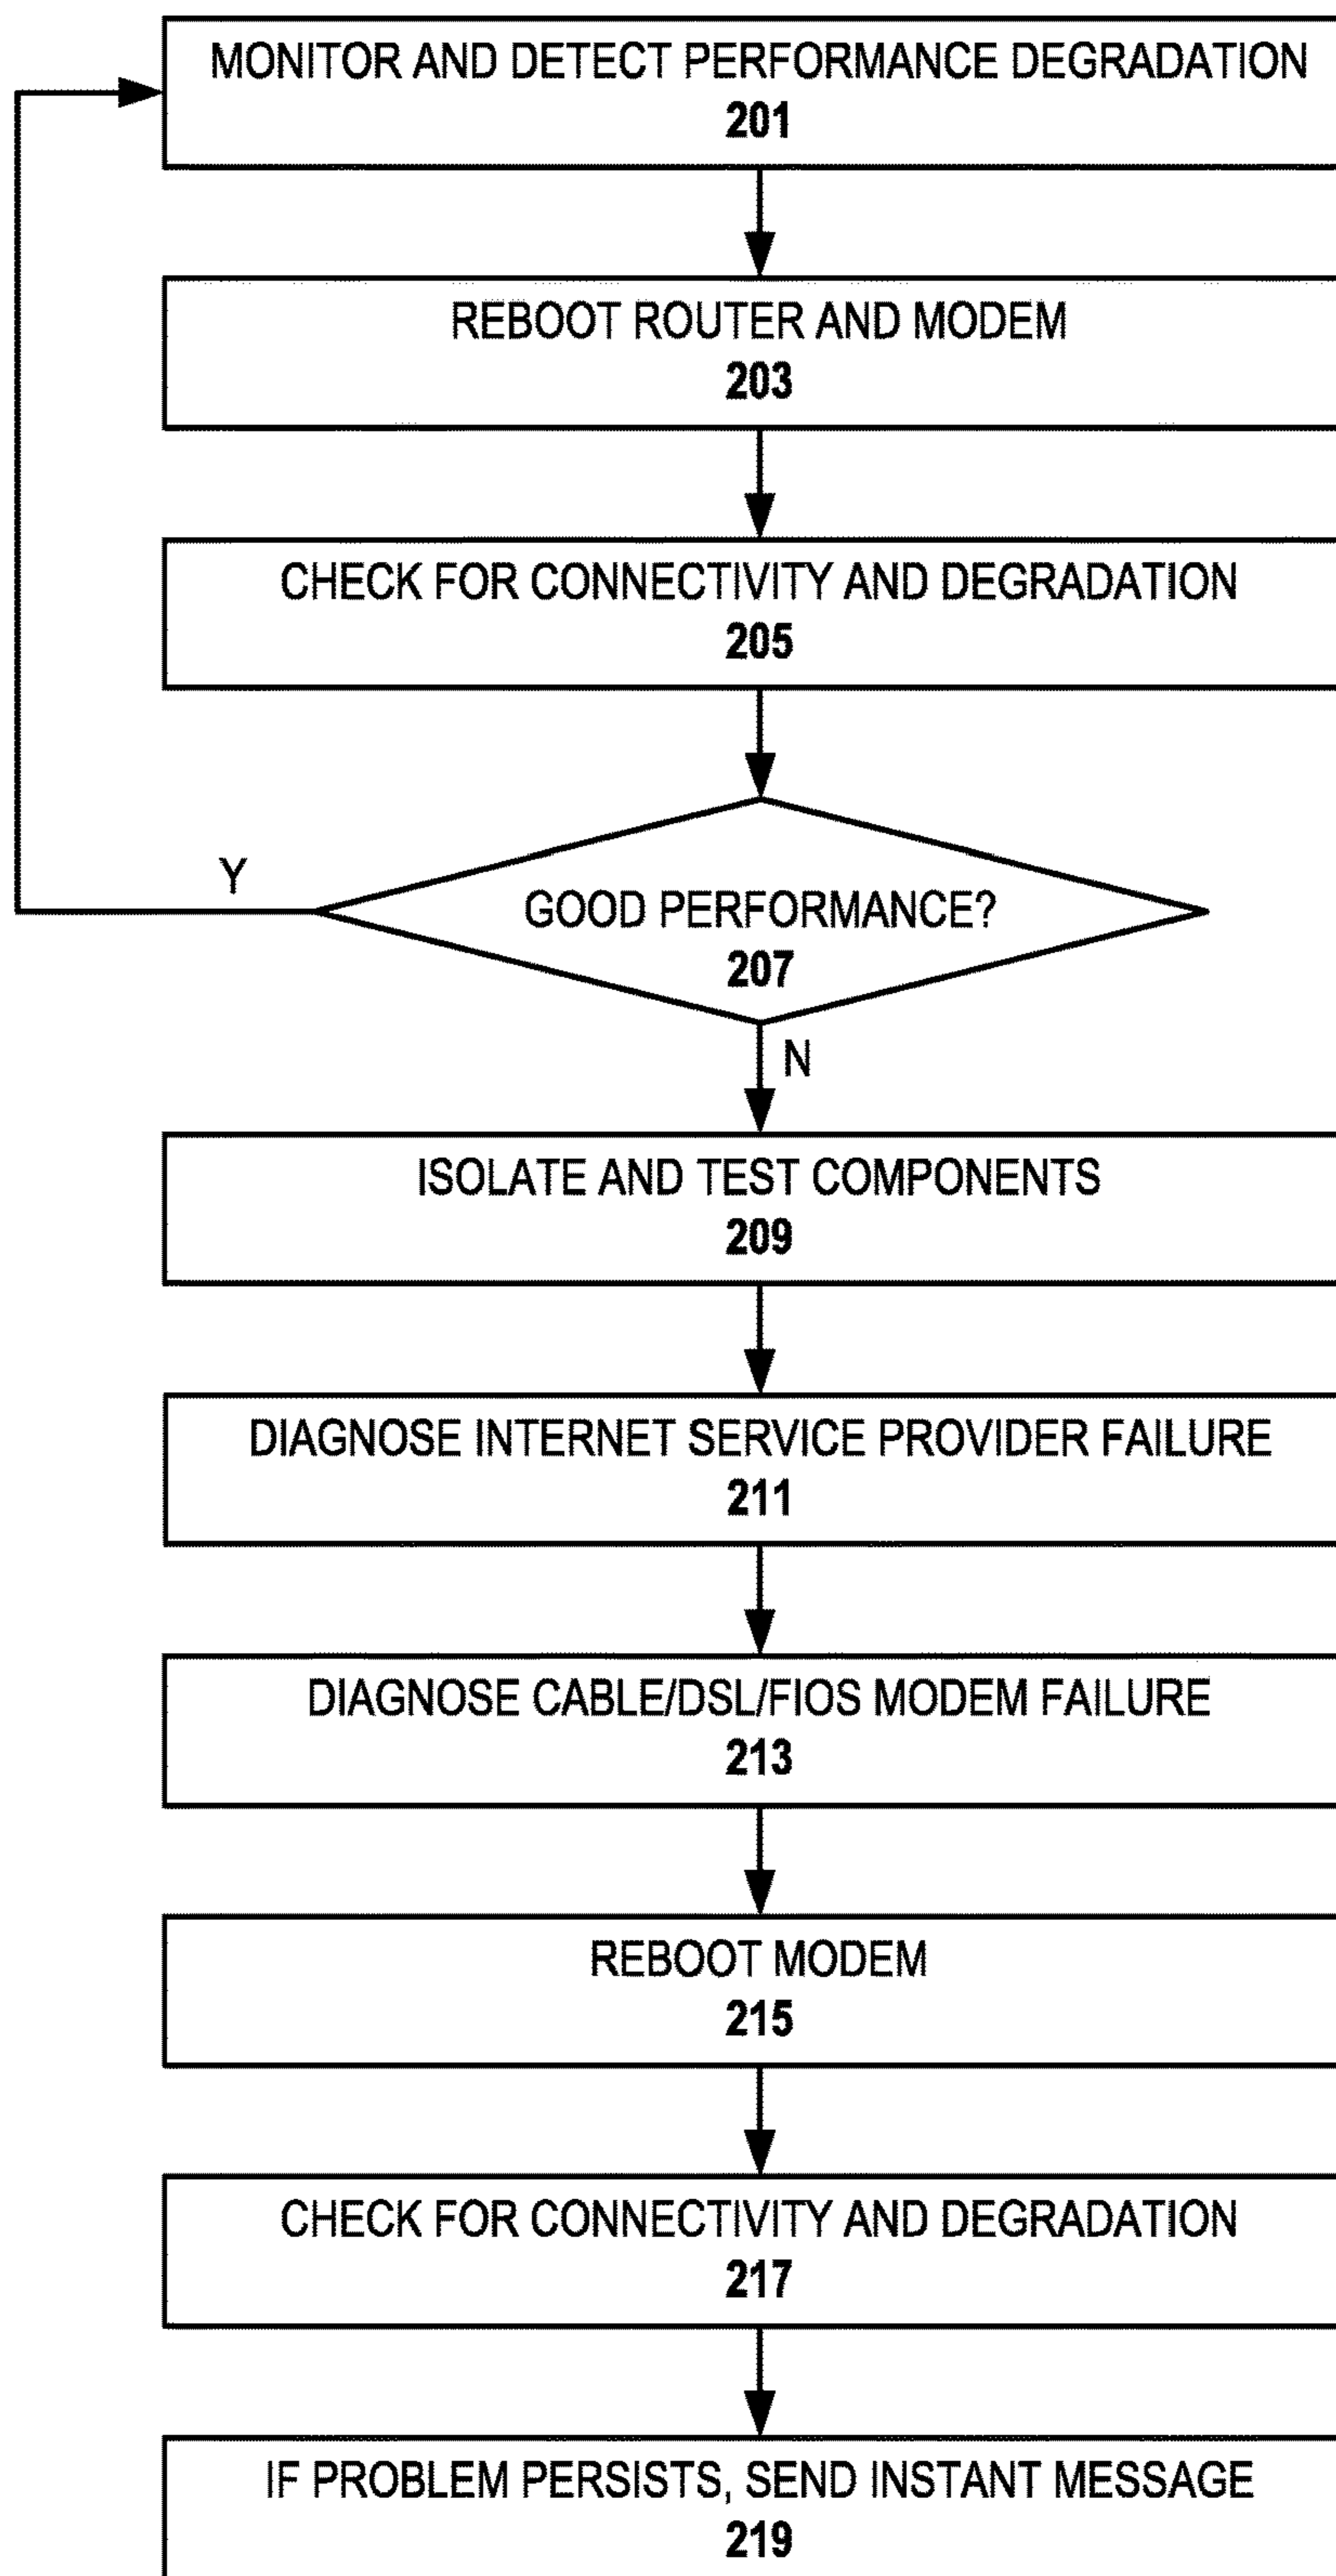 MONITOR AND DETECT PERFORMANCE DEGRADATION
201
REBOOT ROUTER AND MODEM
203
CHECK FOR CONNECTIVITY AND DEGRADATION
205
Y
GOOD PERFORMANCE?
207
N
ISOLATE AND TEST COMPONENTS
209
DIAGNOSE INTERNET SERVICE PROVIDER FAILURE
211
DIAGNOSE CABLE/DSL/FIOS MODEM FAILURE
213
REBOOT MODEM
215
CHECK FOR CONNECTIVITY AND DEGRADATION
217
IF PROBLEM PERSISTS, SEND INSTANT MESSAGE
219